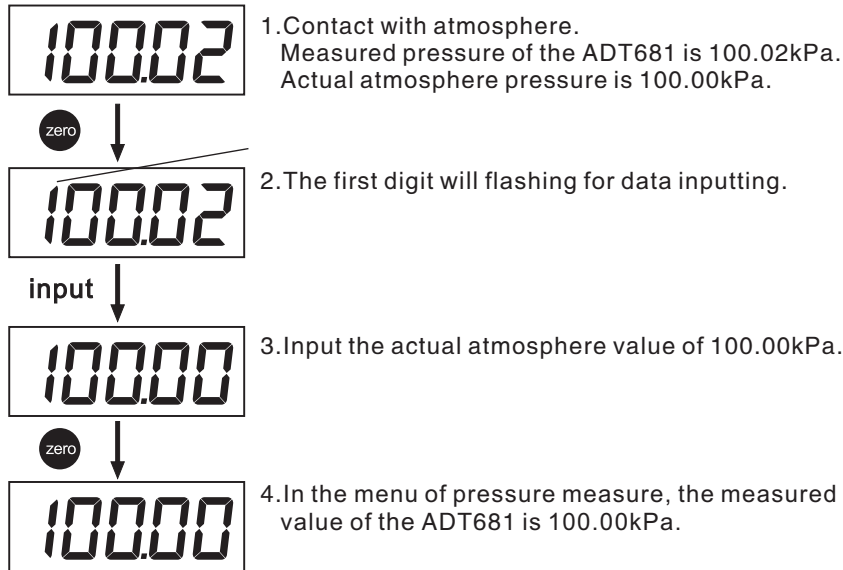 100.02
1.Contact with atmosphere.
Measured pressure of the ADT681 is 100.02kPa.
Actual atmosphere pressure is 100.00kPa.
zero
100.02
2.The first digit will flashing for data inputting.
input
100.00
3.Input the actual atmosphere value of 100.00kPa.
zero
100.00
4.In the menu of pressure measure, the measured
value of the ADT681 is 100.00kPa.